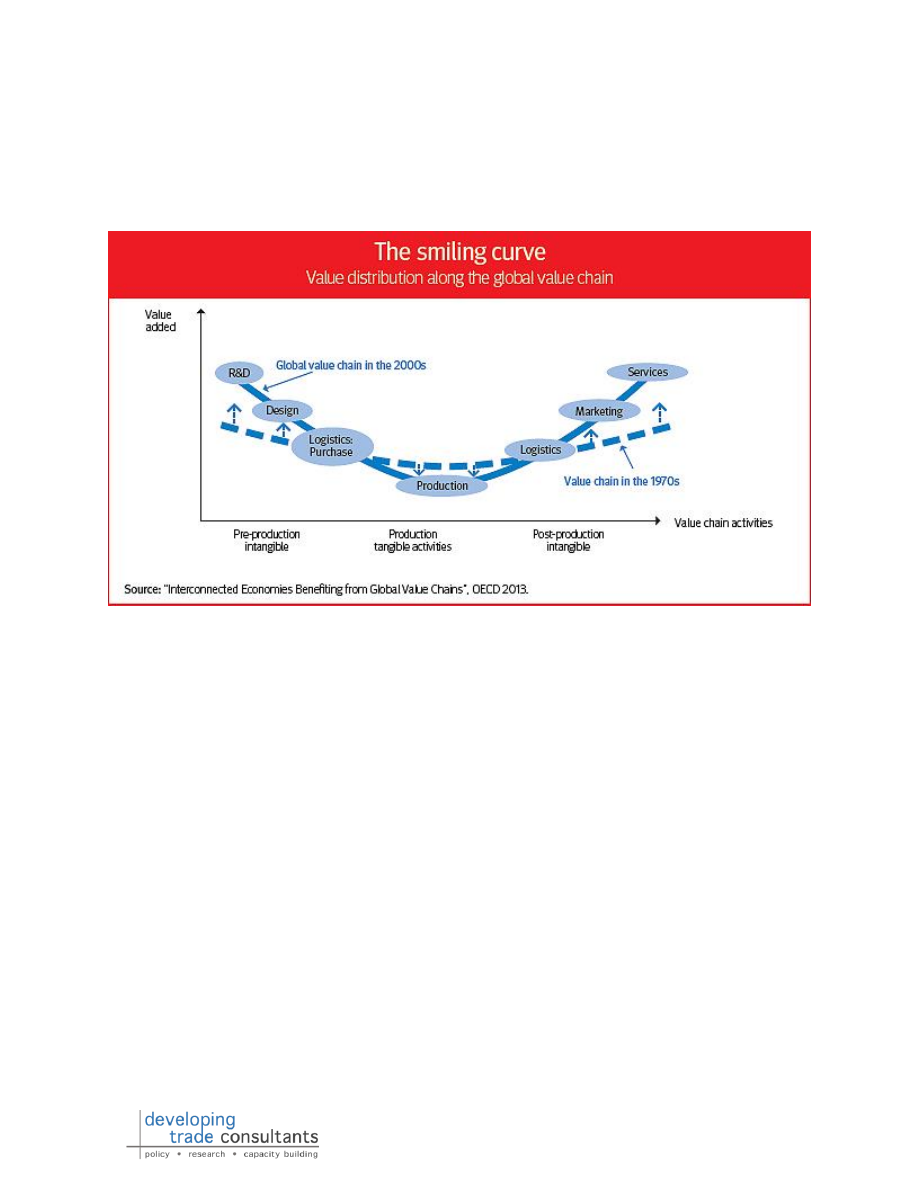 The smiling curve
Value distribution along the global value chain
Value
added
R&D
Global value chain in the 2000s
Services
Design
Marketing
Logistics:
Purchase
Logistics
Production
Value chain in the 1970s
Value chain activities
Pre-production
intangible
Production
tangible activities
Post-production
intangible
Source: "Interconnected Economies Benefiting from Global Value Chains", OECD 2013.
developing
trade consultants
policy • research • capacity building